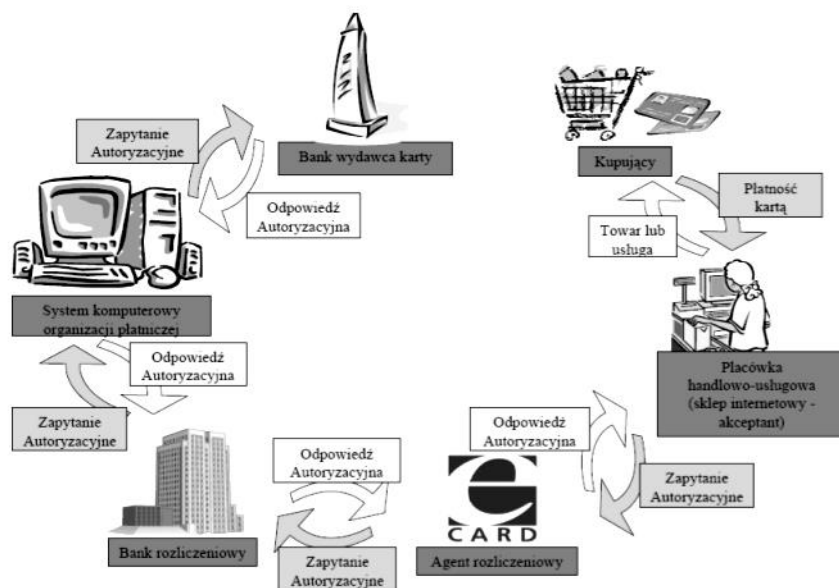 Zapytanie
Autoryzacyjne
Bank wydawca karty
Odpowiedź
Autoryzacyjna
Kupujący
Płatność
kartą
Towar lub
usługa
System komputerowy
organizacji płatniczej
Odpowiedź
Autoryzacyjna
Zapytanie
Autoryzacyjne
Placówka
handlowo-usługowa
(sklep internetowy -
akceptant)
Odpowiedź
Autoryzacyjna
Zapytanie
Autoryzacyjne
Odpowiedź
Autoryzacyjna
e
CARD
Bank rozliczeniowy
Zapytanie
Autoryzacyjne
Agent rozliczeniowy